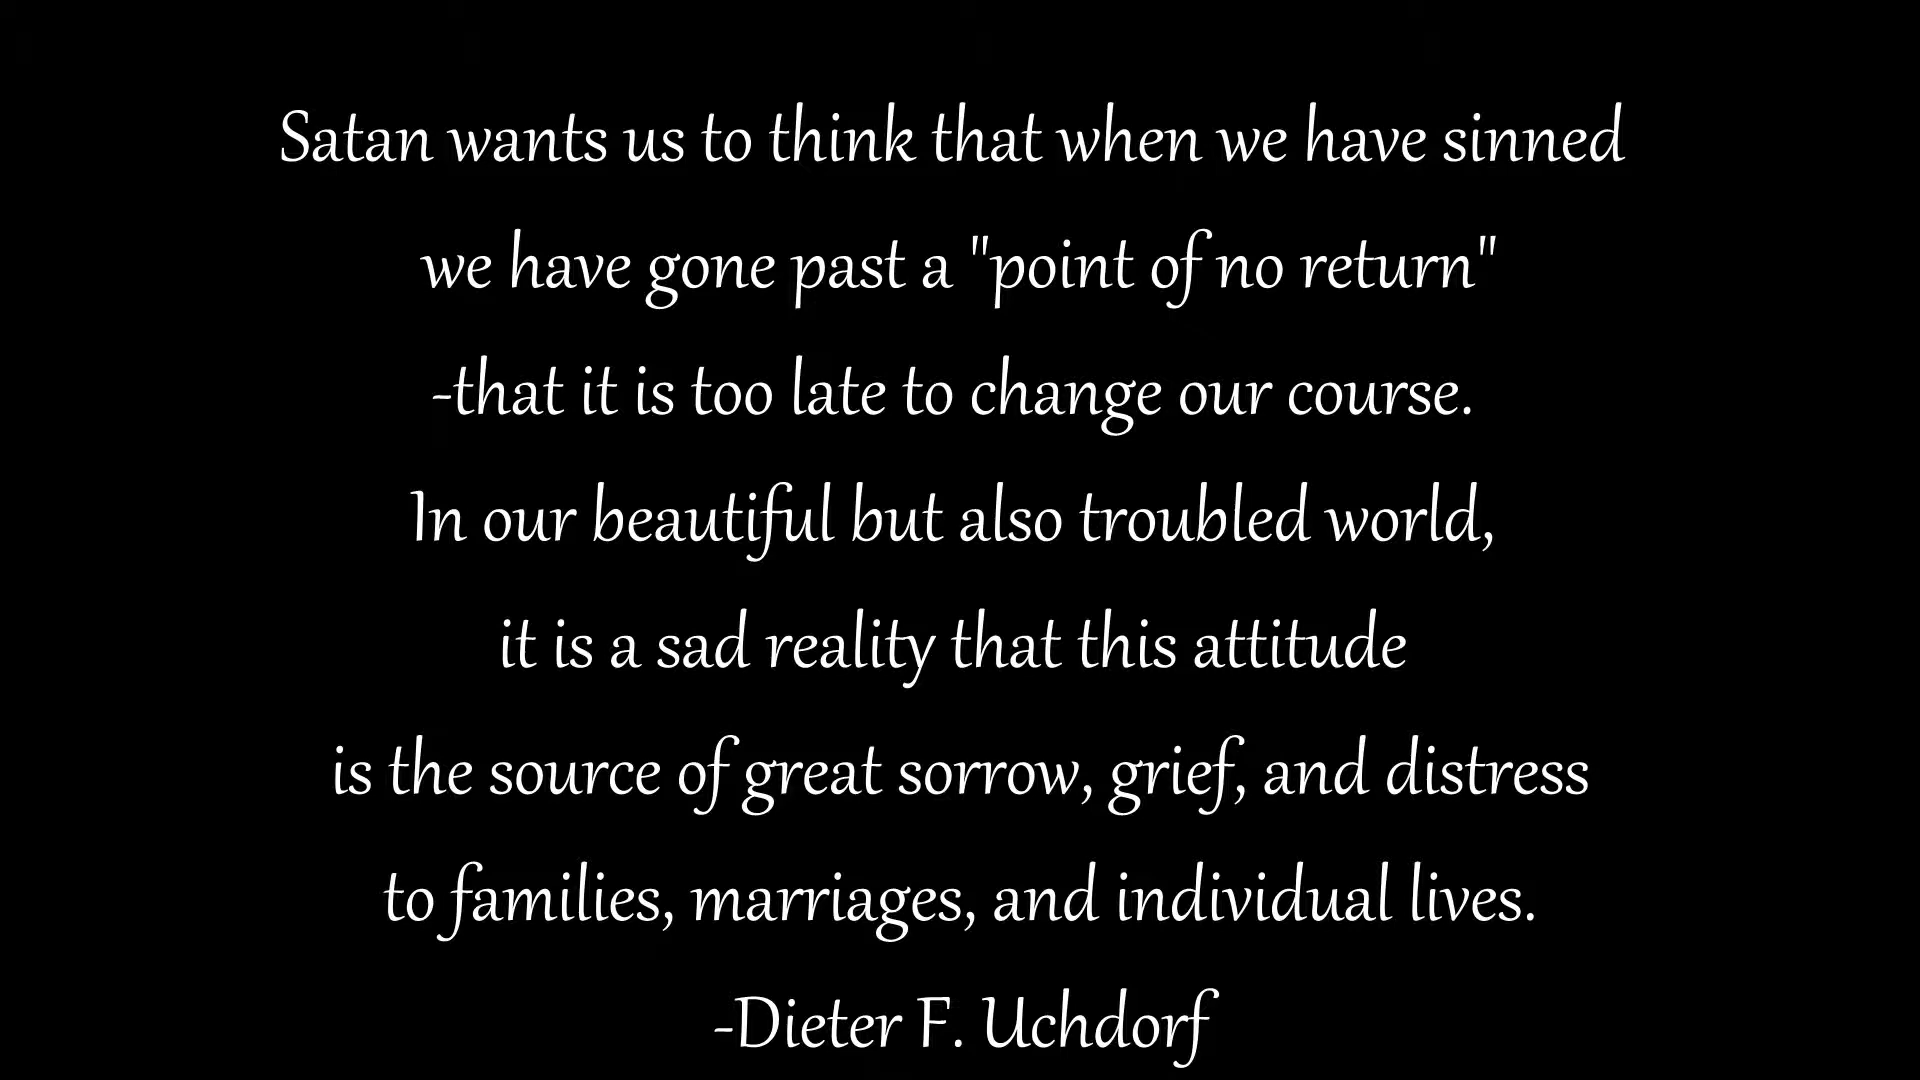 Satan wants us to think that when we have sinned
we have gone past a "point of no return"
-that it is too late to change our course.
In our beautiful but also troubled world,
it is a sad reality that this attitude
is the source of great sorrow, grief, and distress
to families, marriages, and individual lives.
-Dieter F. Uchdorf